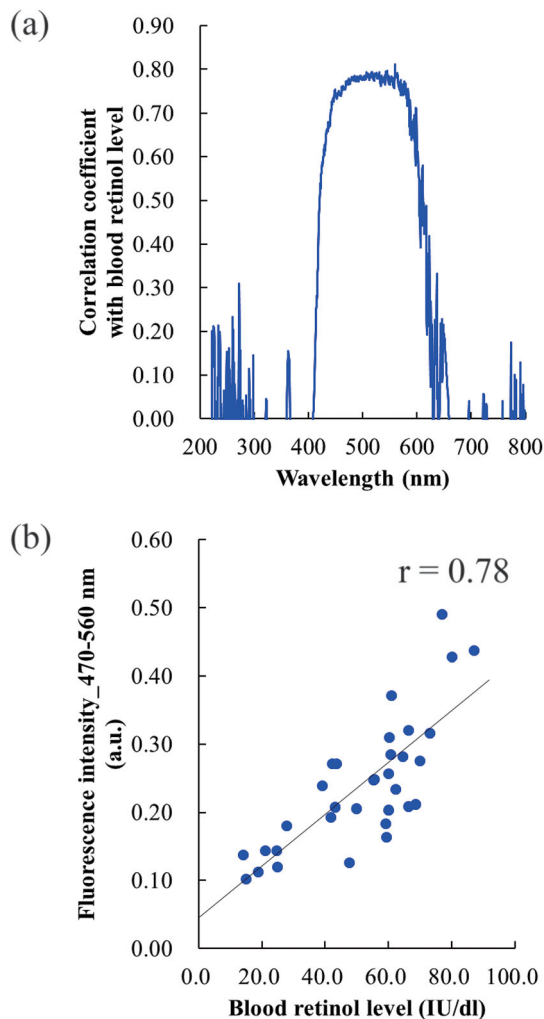 (a)
0.90
0.80
0.70
0.60
0.50
0.40
0.30
0.20
0.10
0.00
Correlation coefficient
with blood retinol level
200 300 400 500 600 700 800
Wavelength (nm)
(b)
0.60
0.50
0.40
0.30
0.20
0.10
0.00
Fluorescence intensity_470-560 nm
(a.u.)
r = 0.78
0.0 20.0 40.0 60.0 80.0 100.0
Blood retinol level (IU/dl)